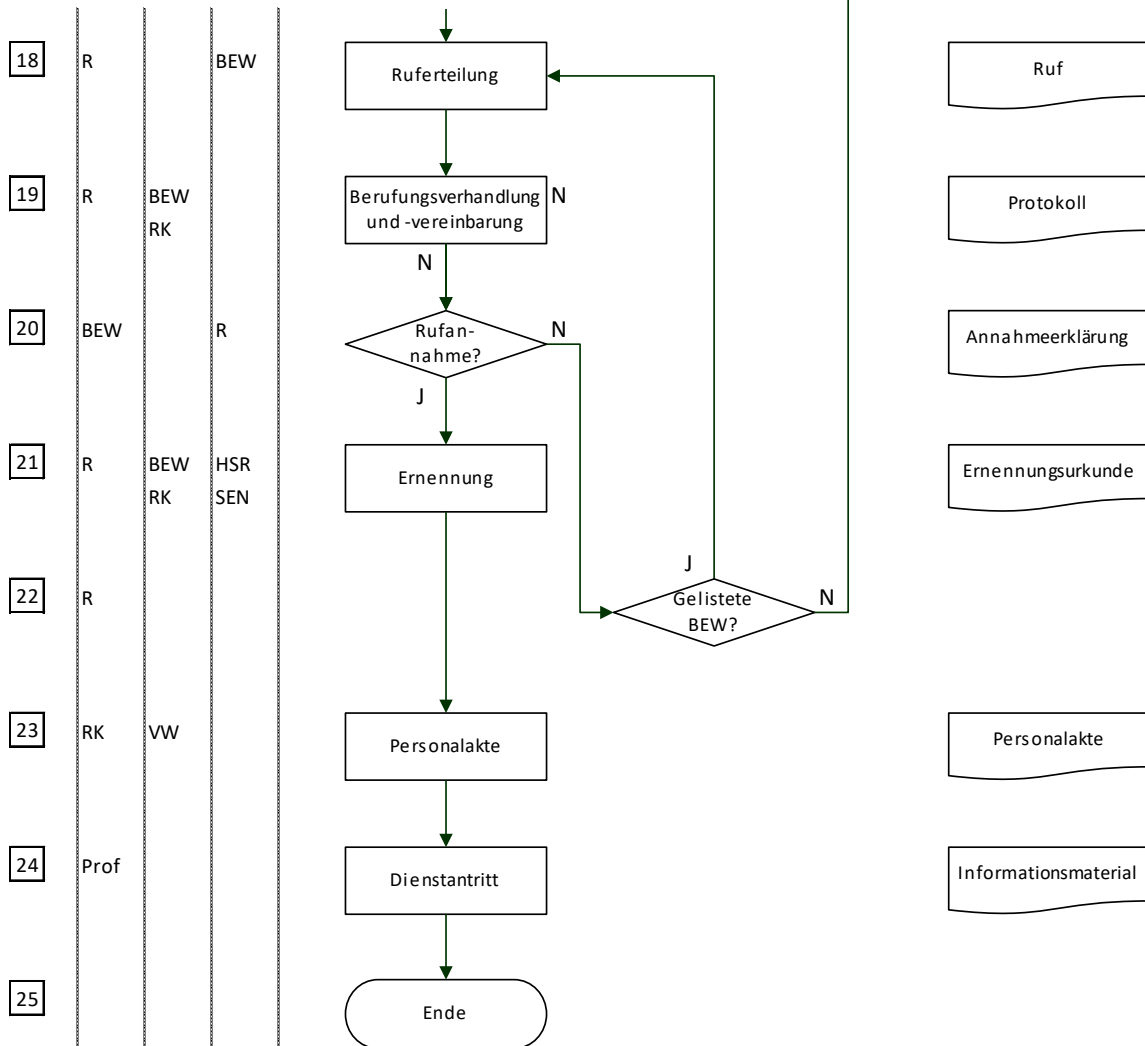 18
R
BEW
Ruferteilung
Ruf
19
R
BEW
RK
Berufungsverhandlung
und -vereinbarung
N
Protokoll
N
20
BEW
R
Rufan-
nahme?
N
Annahmeerklärung
J
21
R
BEW
RK
HSR
SEN
Ernennung
Ernennungsurkunde
22
R
J
Gelistete
BEW?
N
23
RK
VW
Personalakte
Personalakte
24
Prof
Dienstantritt
Informationsmaterial
25
Ende